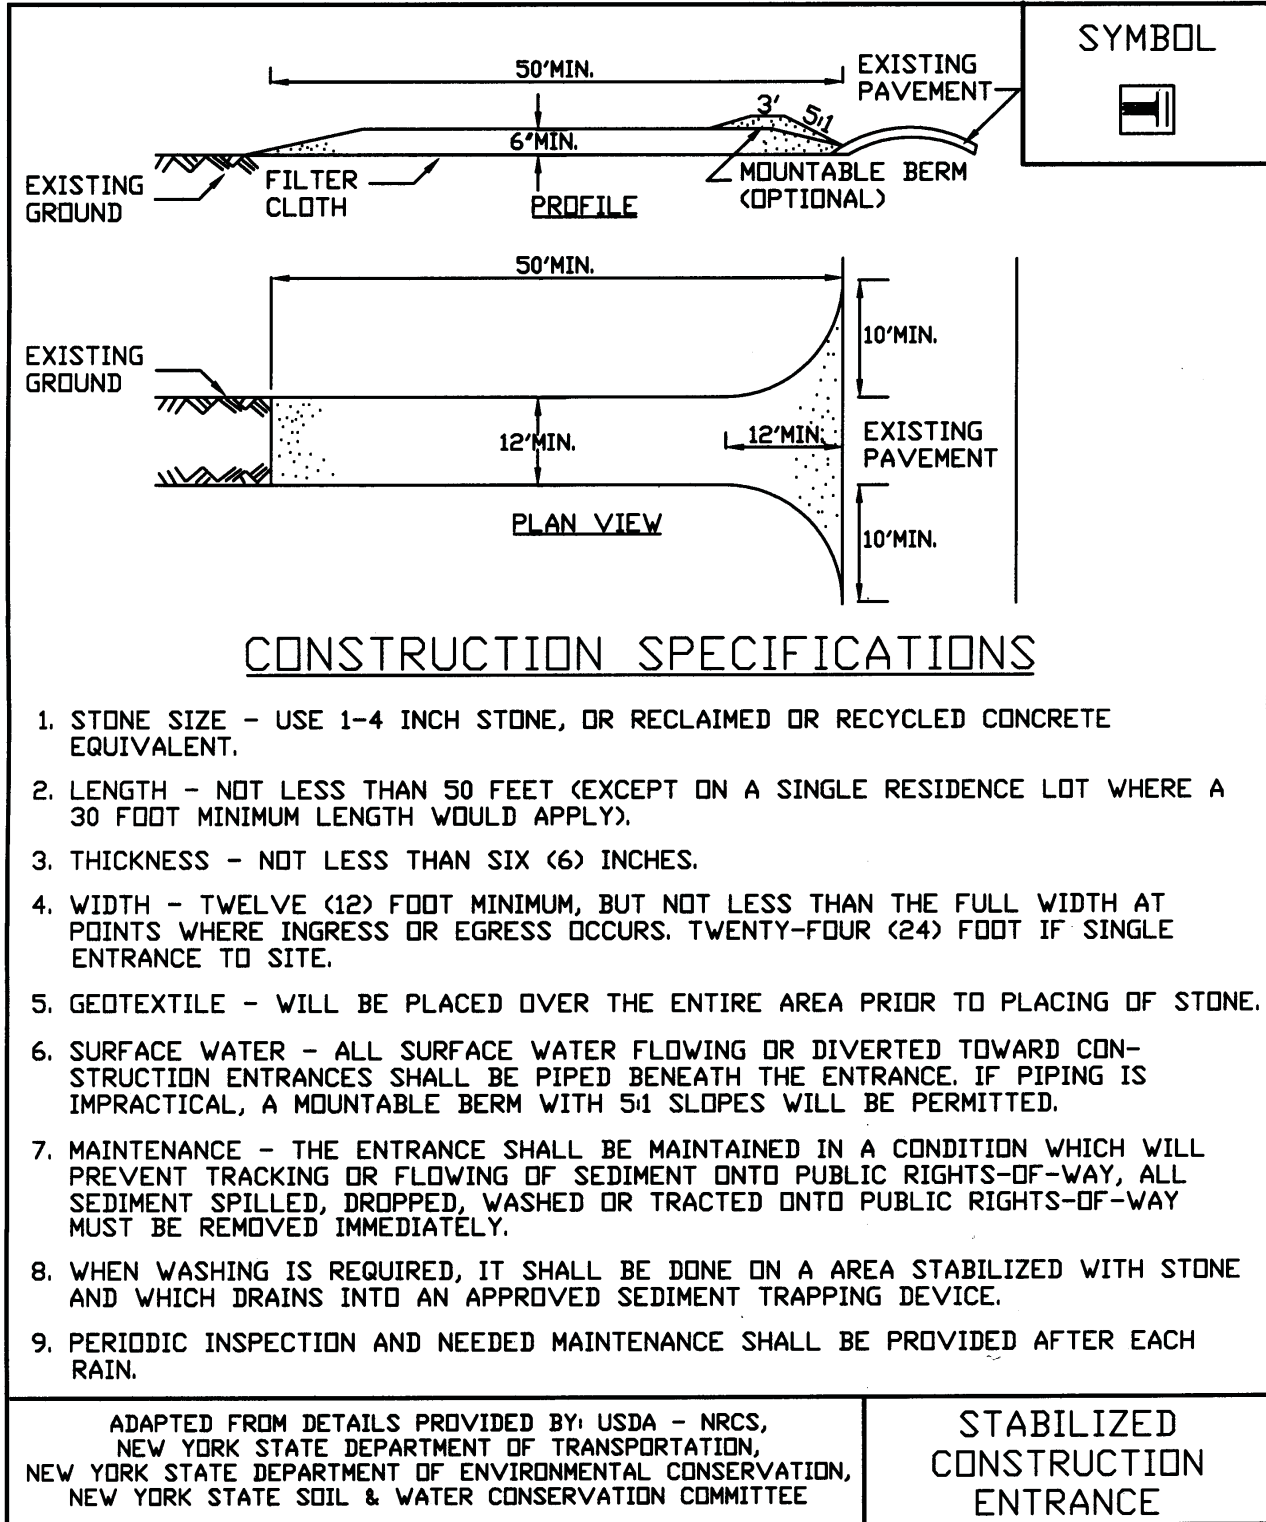 SYMBOL
50'MIN.
EXISTING
PAVEMENT
3'
5:1
6"MIN.
EXISTING
GROUND
FILTER
CLOTH
PROFILE
MOUNTABLE BERM
(OPTIONAL)
50'MIN.
10'MIN.
EXISTING
GROUND
12'MIN.
12'MIN.
EXISTING
PAVEMENT
PLAN VIEW
10'MIN.
CONSTRUCTION SPECIFICATIONS
1. STONE SIZE - USE 1-4 INCH STONE, OR RECLAIMED OR RECYCLED CONCRETE
EQUIVALENT.
2. LENGTH - NOT LESS THAN 50 FEET (EXCEPT ON A SINGLE RESIDENCE LOT WHERE A
30 FOOT MINIMUM LENGTH WOULD APPLY).
3. THICKNESS - NOT LESS THAN SIX (6) INCHES.
4. WIDTH - TWELVE (12) FOOT MINIMUM, BUT NOT LESS THAN THE FULL WIDTH AT
POINTS WHERE INGRESS OR EGRESS OCCURS. TWENTY-FOUR (24) FOOT IF SINGLE
ENTRANCE TO SITE.
5. GEOTEXTILE - WILL BE PLACED OVER THE ENTIRE AREA PRIOR TO PLACING OF STONE.
6. SURFACE WATER - ALL SURFACE WATER FLOWING OR DIVERTED TOWARD CON-
STRUCTION ENTRANCES SHALL BE PIPED BENEATH THE ENTRANCE. IF PIPING IS
IMPRACTICAL, A MOUNTABLE BERM WITH 5:1 SLOPES WILL BE PERMITTED.
7. MAINTENANCE - THE ENTRANCE SHALL BE MAINTAINED IN A CONDITION WHICH WILL
PREVENT TRACKING OR FLOWING OF SEDIMENT ONTO PUBLIC RIGHTS-OF-WAY, ALL
SEDIMENT SPILLED, DROPPED, WASHED OR TRACTED ONTO PUBLIC RIGHTS-OF-WAY
MUST BE REMOVED IMMEDIATELY.
8. WHEN WASHING IS REQUIRED, IT SHALL BE DONE ON A AREA STABILIZED WITH STONE
AND WHICH DRAINS INTO AN APPROVED SEDIMENT TRAPPING DEVICE.
9. PERIODIC INSPECTION AND NEEDED MAINTENANCE SHALL BE PROVIDED AFTER EACH
RAIN.
ADAPTED FROM DETAILS PROVIDED BY: USDA - NRCS,
NEW YORK STATE DEPARTMENT OF TRANSPORTATION,
NEW YORK STATE DEPARTMENT OF ENVIRONMENTAL CONSERVATION,
NEW YORK STATE SOIL & WATER CONSERVATION COMMITTEE
STABILIZED
CONSTRUCTION
ENTRANCE